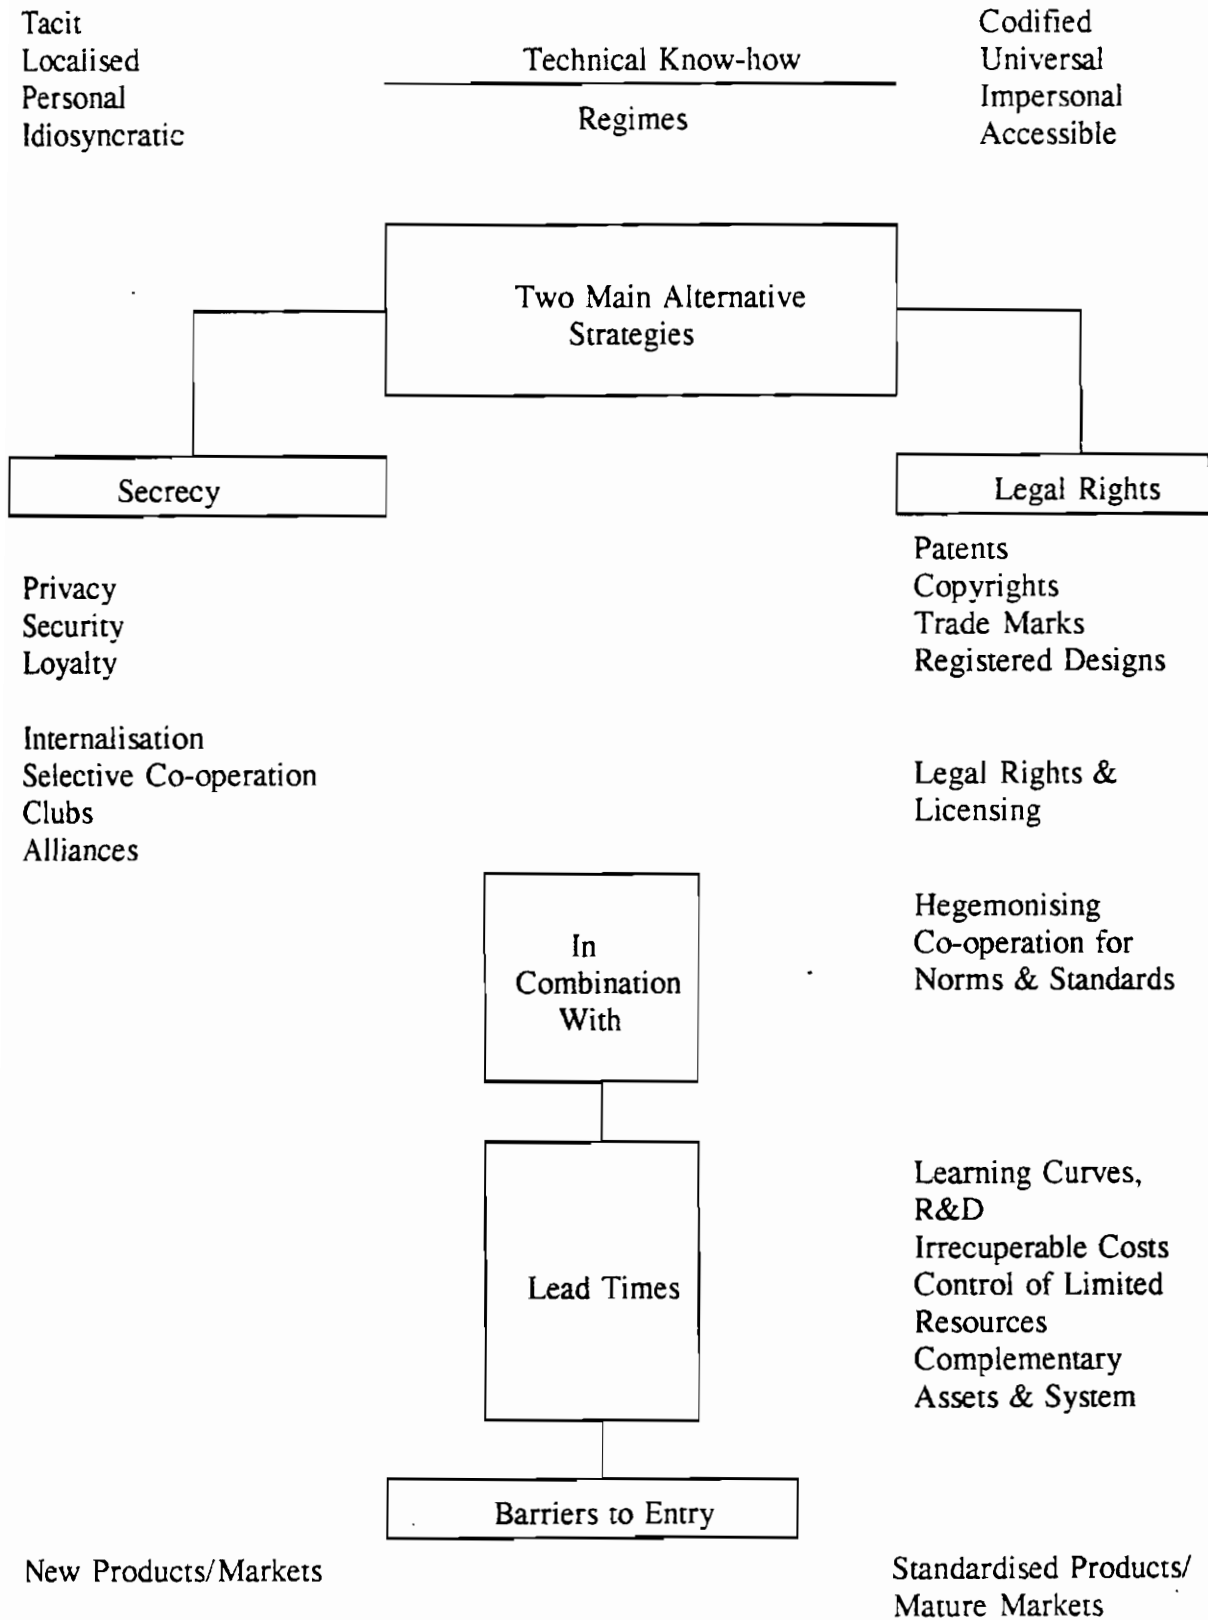 Tacit
Localised
Personal
Idiosyncratic
Technical Know-how
Regimes
Codified
Universal
Impersonal
Accessible
Two Main Alternative
Strategies
Secrecy
Legal Rights
Privacy
Security
Loyalty
Internalisation
Selective Co-operation
Clubs
Alliances
Patents
Copyrights
Trade Marks
Registered Designs
Legal Rights &
Licensing
Hegemonising
Co-operation for
Norms & Standards
In
Combination
With
Lead Times
Learning Curves,
R&D
Irrecuperable Costs
Control of Limited
Resources
Complementary
Assets & System
Barriers to Entry
New Products/Markets
Standardised Products/
Mature Markets